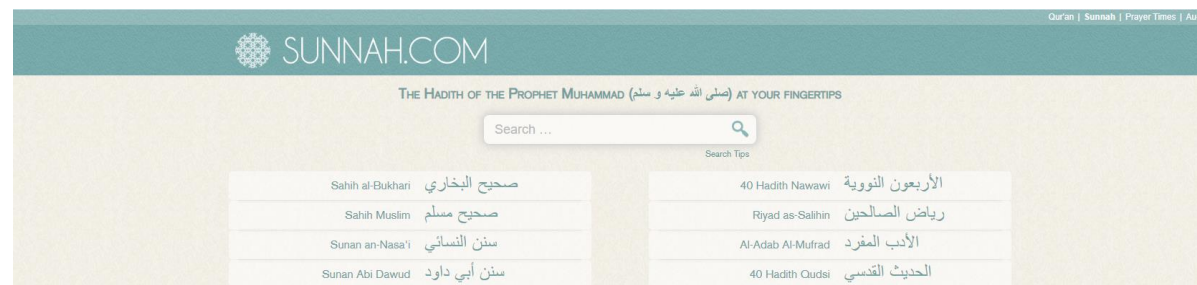 Qur'an | Sunnah | Prayer Times | Au
SUNNAH.COM
THE HADITH OF THE PROPHET MUHAMMAD (صلى الله عليه و سلم) AT YOUR FINGERTIPS
Search ...
Search Tips
Sahih al-Bukhari صحيح البخاري
Sahih Muslim صحيح مسلم
Sunan an-Nasa'i سنن النسائي
Sunan Abi Dawud سنن أبي داود
40 Hadith Nawawi الأربعون النووية
Riyad as-Salihin رياض الصالحين
Al-Adab Al-Mufrad الأدب المفرد
40 Hadith Qudsi الحديث القدسي